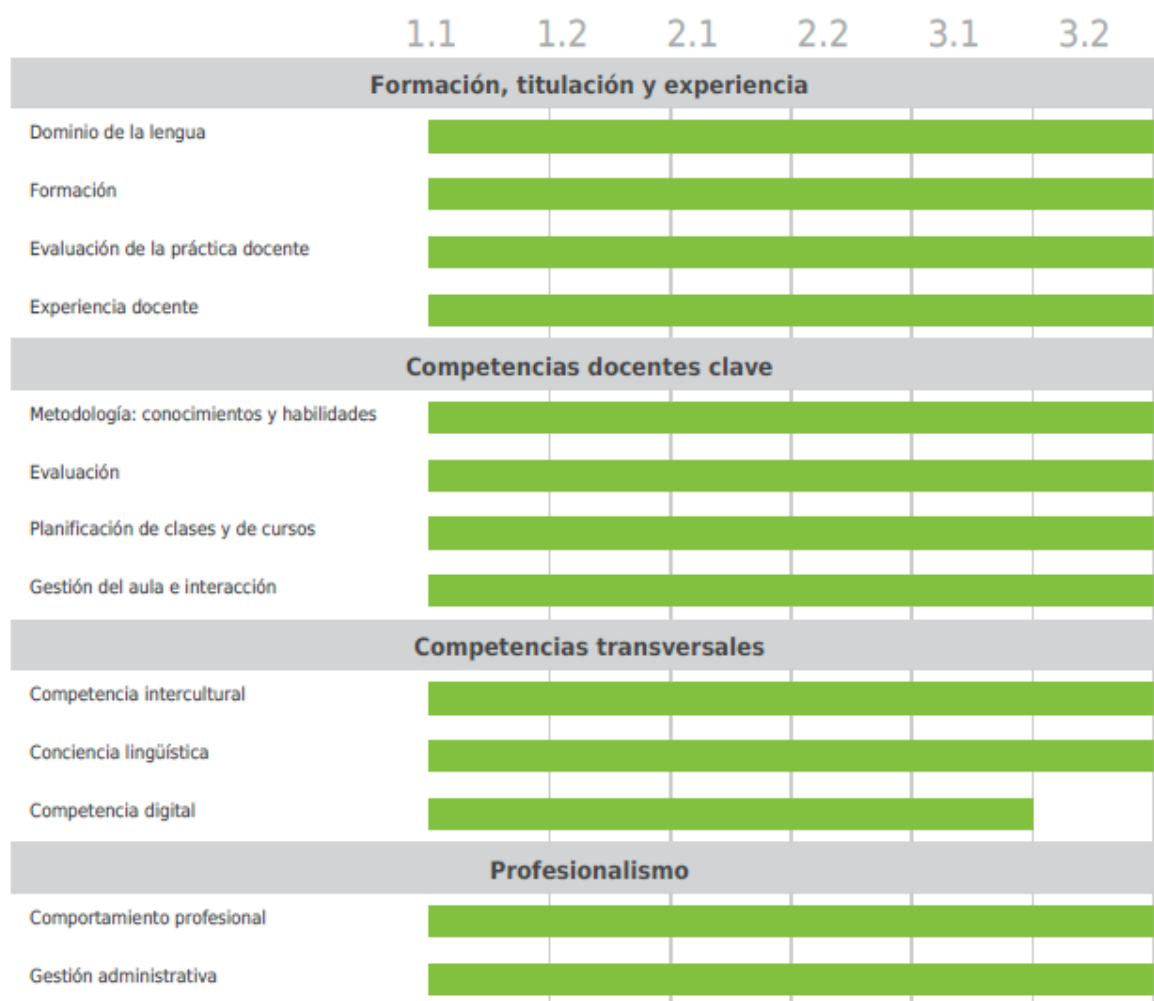 1.1 1.2 2.1 2.2 3.1 3.2
Formación, titulación y experiencia
Dominio de la lengua
Formación
Evaluación de la práctica docente
Experiencia docente
Competencias docentes clave
Metodología: conocimientos y habilidades
Evaluación
Planificación de clases y de cursos
Gestión del aula e interacción
Competencias transversales
Competencia intercultural
Conciencia lingüística
Competencia digital
Profesionalismo
Comportamiento profesional
Gestión administrativa